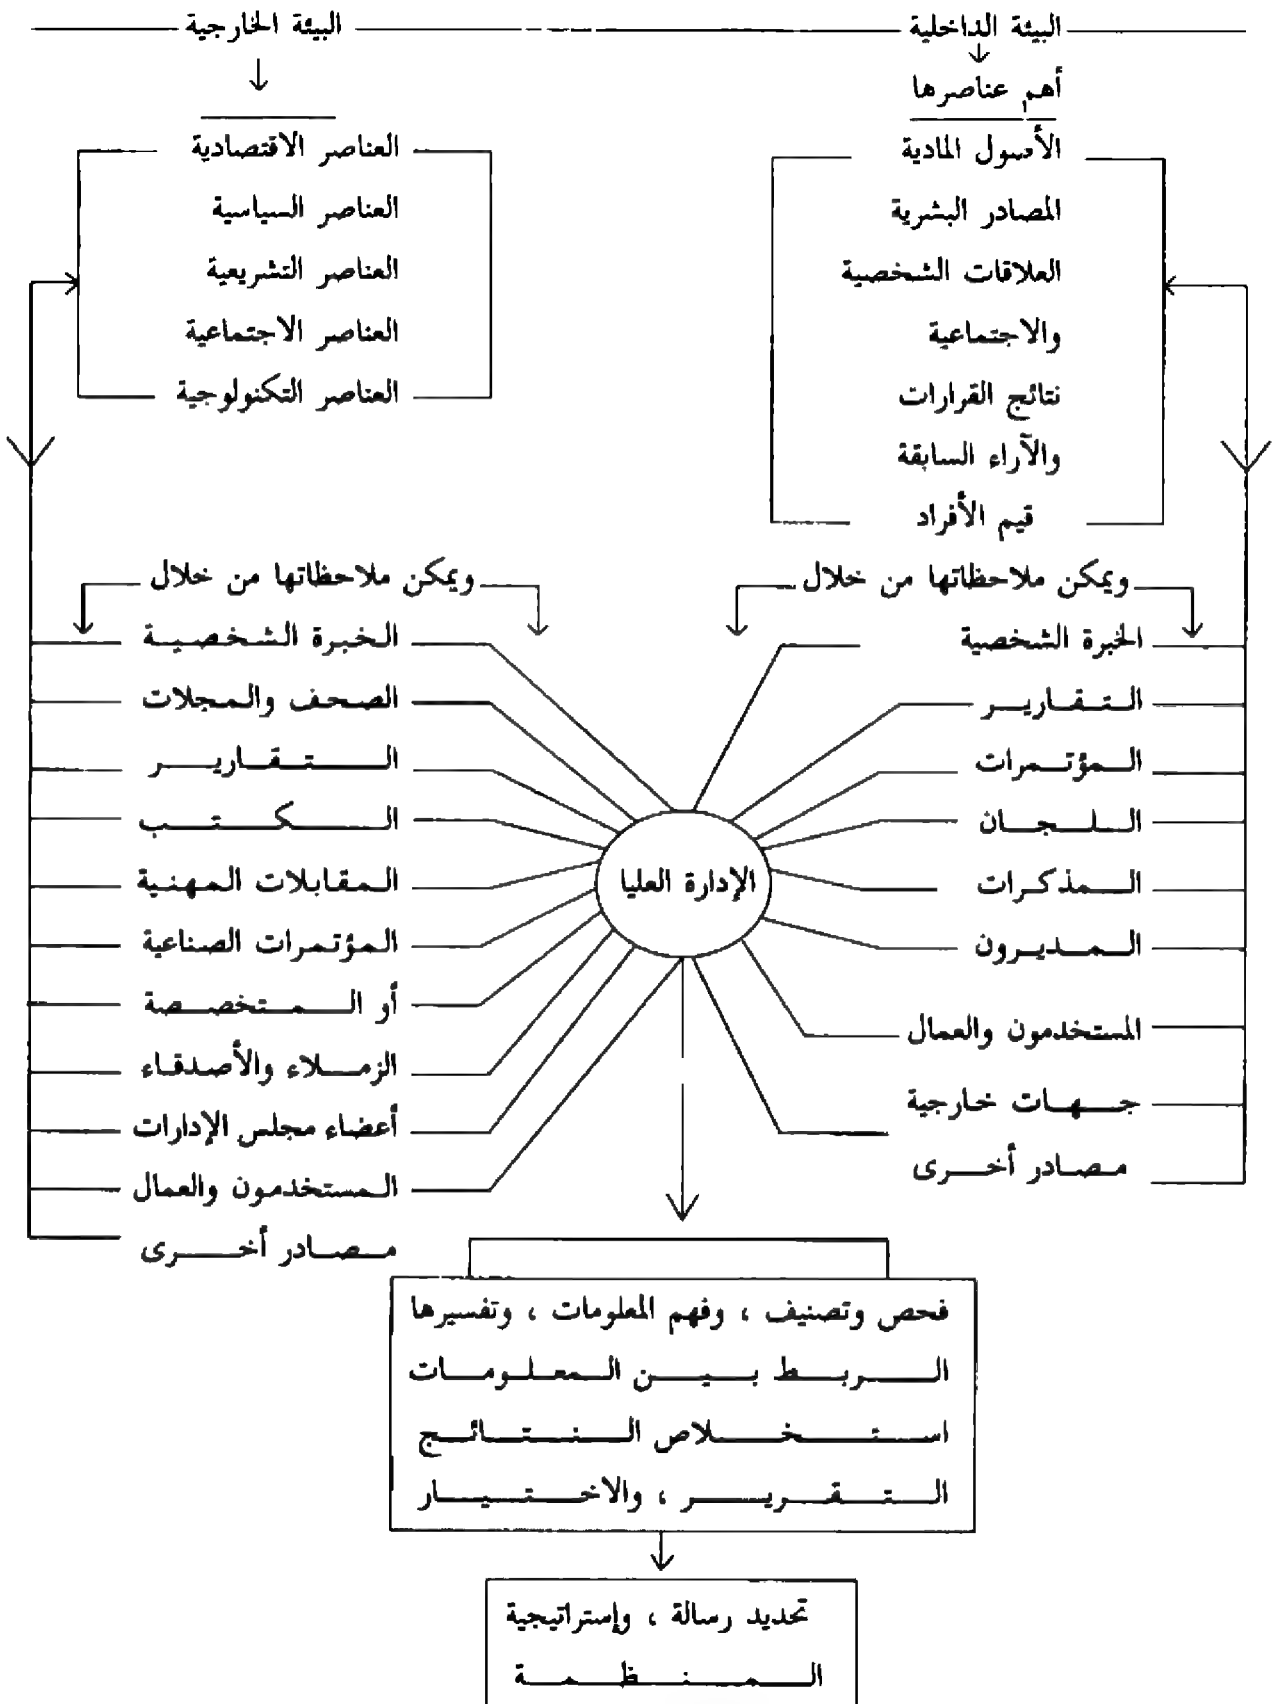 البيئة الداخلية
أهم عناصرها
الأصول المادية
المصادر البشرية
العلاقات الشخصية
والاجتماعية
نتائج القرارات
والآراء السابقة
قيم الأفراد
ويمكن ملاحظاتها من خلال
الخبرة الشخصية
التقارير
المؤتمرات
اللجان
المذكرات
المديرون
المستخدمون والعمال
جهات خارجية
مصادر أخرى
البيئة الخارجية
العناصر الاقتصادية
العناصر السياسية
العناصر التشريعية
العناصر الاجتماعية
العناصر التكنولوجية
ويمكن ملاحظاتها من خلال
الخبرة الشخصية
الصحف والمجلات
التقارير
الكتب
المقابلات المهنية
المؤتمرات الصناعية
أو المتخصصة
الزملاء والأصدقاء
أعضاء مجلس الإدارات
المستخدمون والعمال
مصادر أخرى
الإدارة العليا
فحص وتصنيف ، وفهم المعلومات ، وتفسيرها
الربط بين المعلومات
استخلاص النتائج
التقرير ، والاختيار
تحديد رسالة ، وإستراتيجية
المنظمة